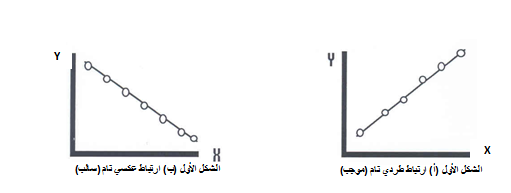 Y
X
الشكل الأول (أ) ارتباط طردي تام (موجب)
Y
X
الشكل الأول (ب) ارتباط عكسي تام (سالب)